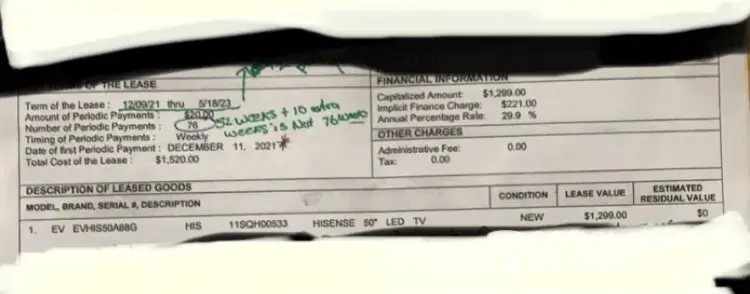 OF THE LEASE
Term of the Lease : 12/09/21 thru 5/18/23
Amount of Periodic Payments : $20.00
Number of Periodic Payments : 76
52 WEEKS + 10 extra
weeks is Not 76 weeks
Timing of Periodic Payments : Weekly
Date of first Periodic Payment : DECEMBER 11, 2021*
Total Cost of the Lease : $1,520.00
FINANCIAL INFORMATION
Capitalized Amount: $1,299.00
Implicit Finance Charge: $221.00
Annual Percentage Rate: 29.9 %
OTHER CHARGES
Administrative Fee: 0.00
Tax: 0.00
DESCRIPTION OF LEASED GOODS
MODEL, BRAND, SERIAL #, DESCRIPTION CONDITION LEASE VALUE ESTIMATED RESIDUAL VALUE
1. EV EVHIS50A68G HIS 11SQH00533 HISENSE 50" LED TV NEW $1,299.00 $0